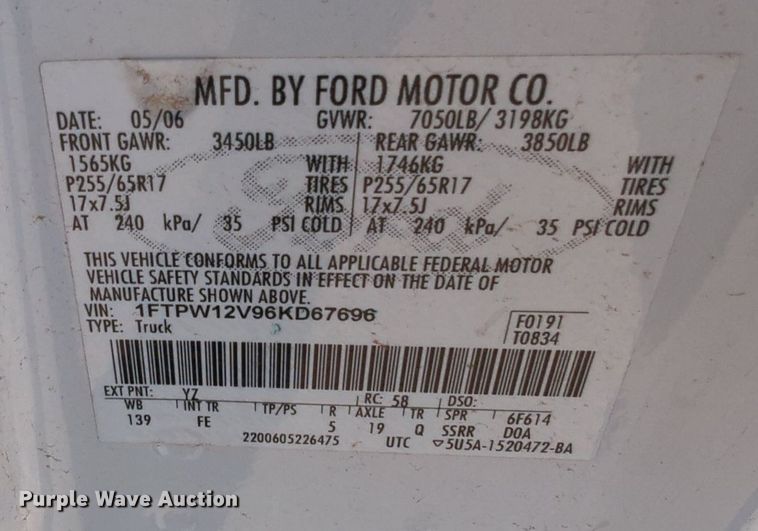 MFD. BY FORD MOTOR CO.
DATE: 05/06 GVWR: 7050LB/ 3198KG
FRONT GAWR: 3450LB REAR GAWR: 3850LB
1565KG WITH 1746KG WITH
P255/65R17 TIRES P255/65R17 TIRES
17x7.5J RIMS 17x7.5J RIMS
AT 240 kPa/ 35 PSI COLD AT 240 kPa/ 35 PSI COLD
Ford
THIS VEHICLE CONFORMS TO ALL APPLICABLE FEDERAL MOTOR
VEHICLE SAFETY STANDARDS IN EFFECT ON THE DATE OF
MANUFACTURE SHOWN ABOVE.
VIN: 1FTPW12V96KD67696
TYPE: Truck
F0191
T0834
EXT PNT: YZ RC: 58 DSO:
WB INT TR TP/PS R AXLE TR SPR 6F614
139 FE 5 19 Q SSRR DOA
2200605226475 UTC ▽5U5A-1520472-BA
Purple Wave Auction